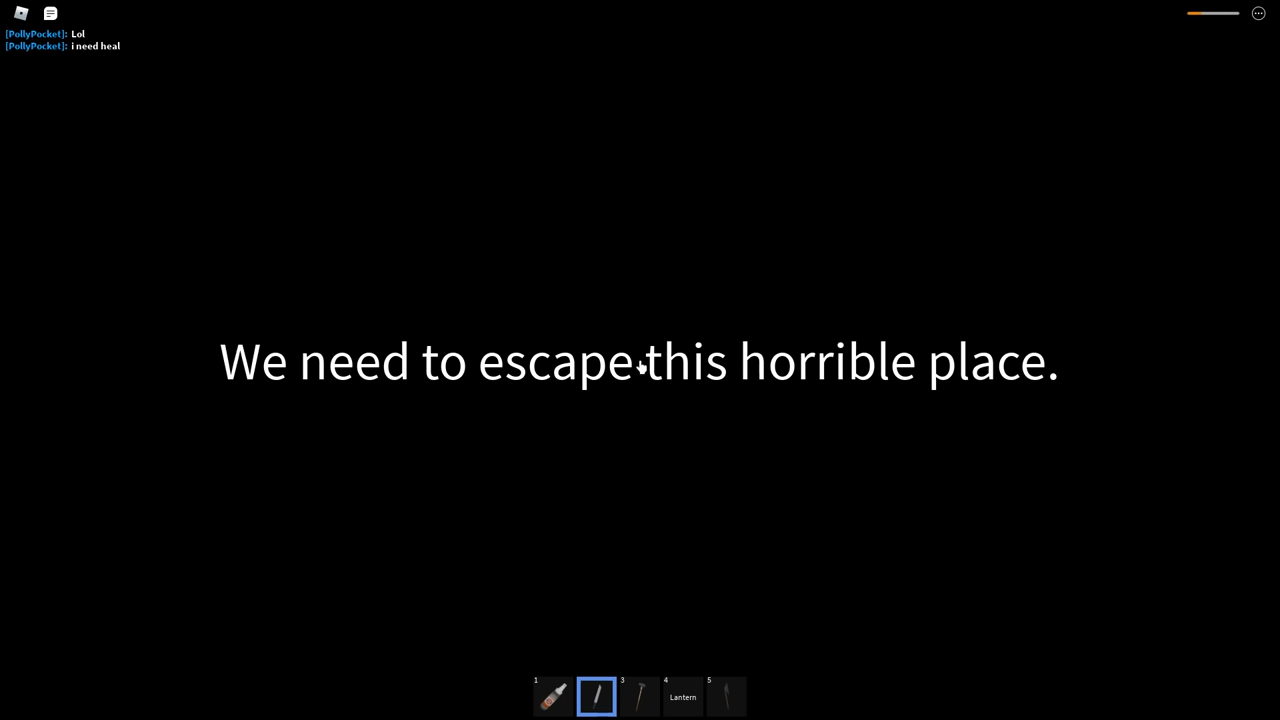 [PollyPocket]: Lol
[PollyPocket]: i need heal
We need to escape this horrible place.
1
3
4
5
Lantern